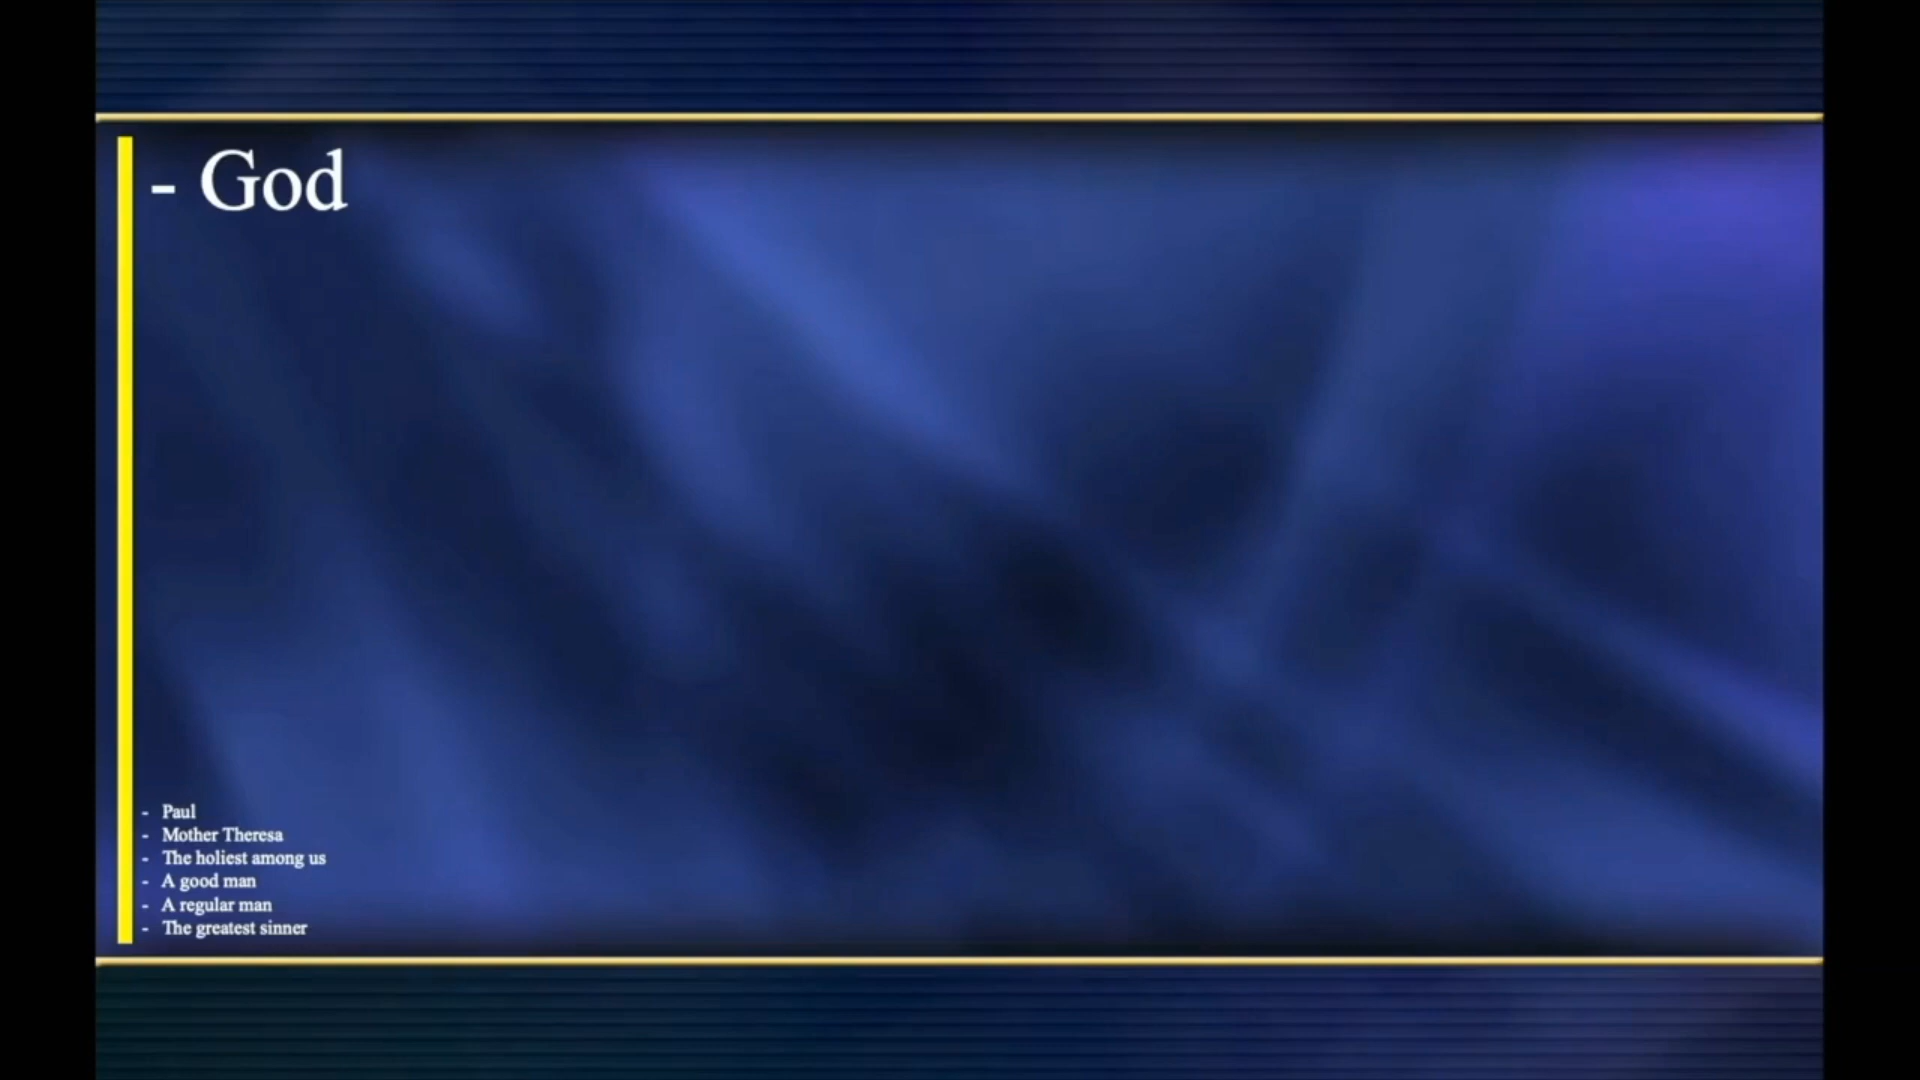 - God
- Paul
- Mother Theresa
- The holiest among us
- A good man
- A regular man
- The greatest sinner